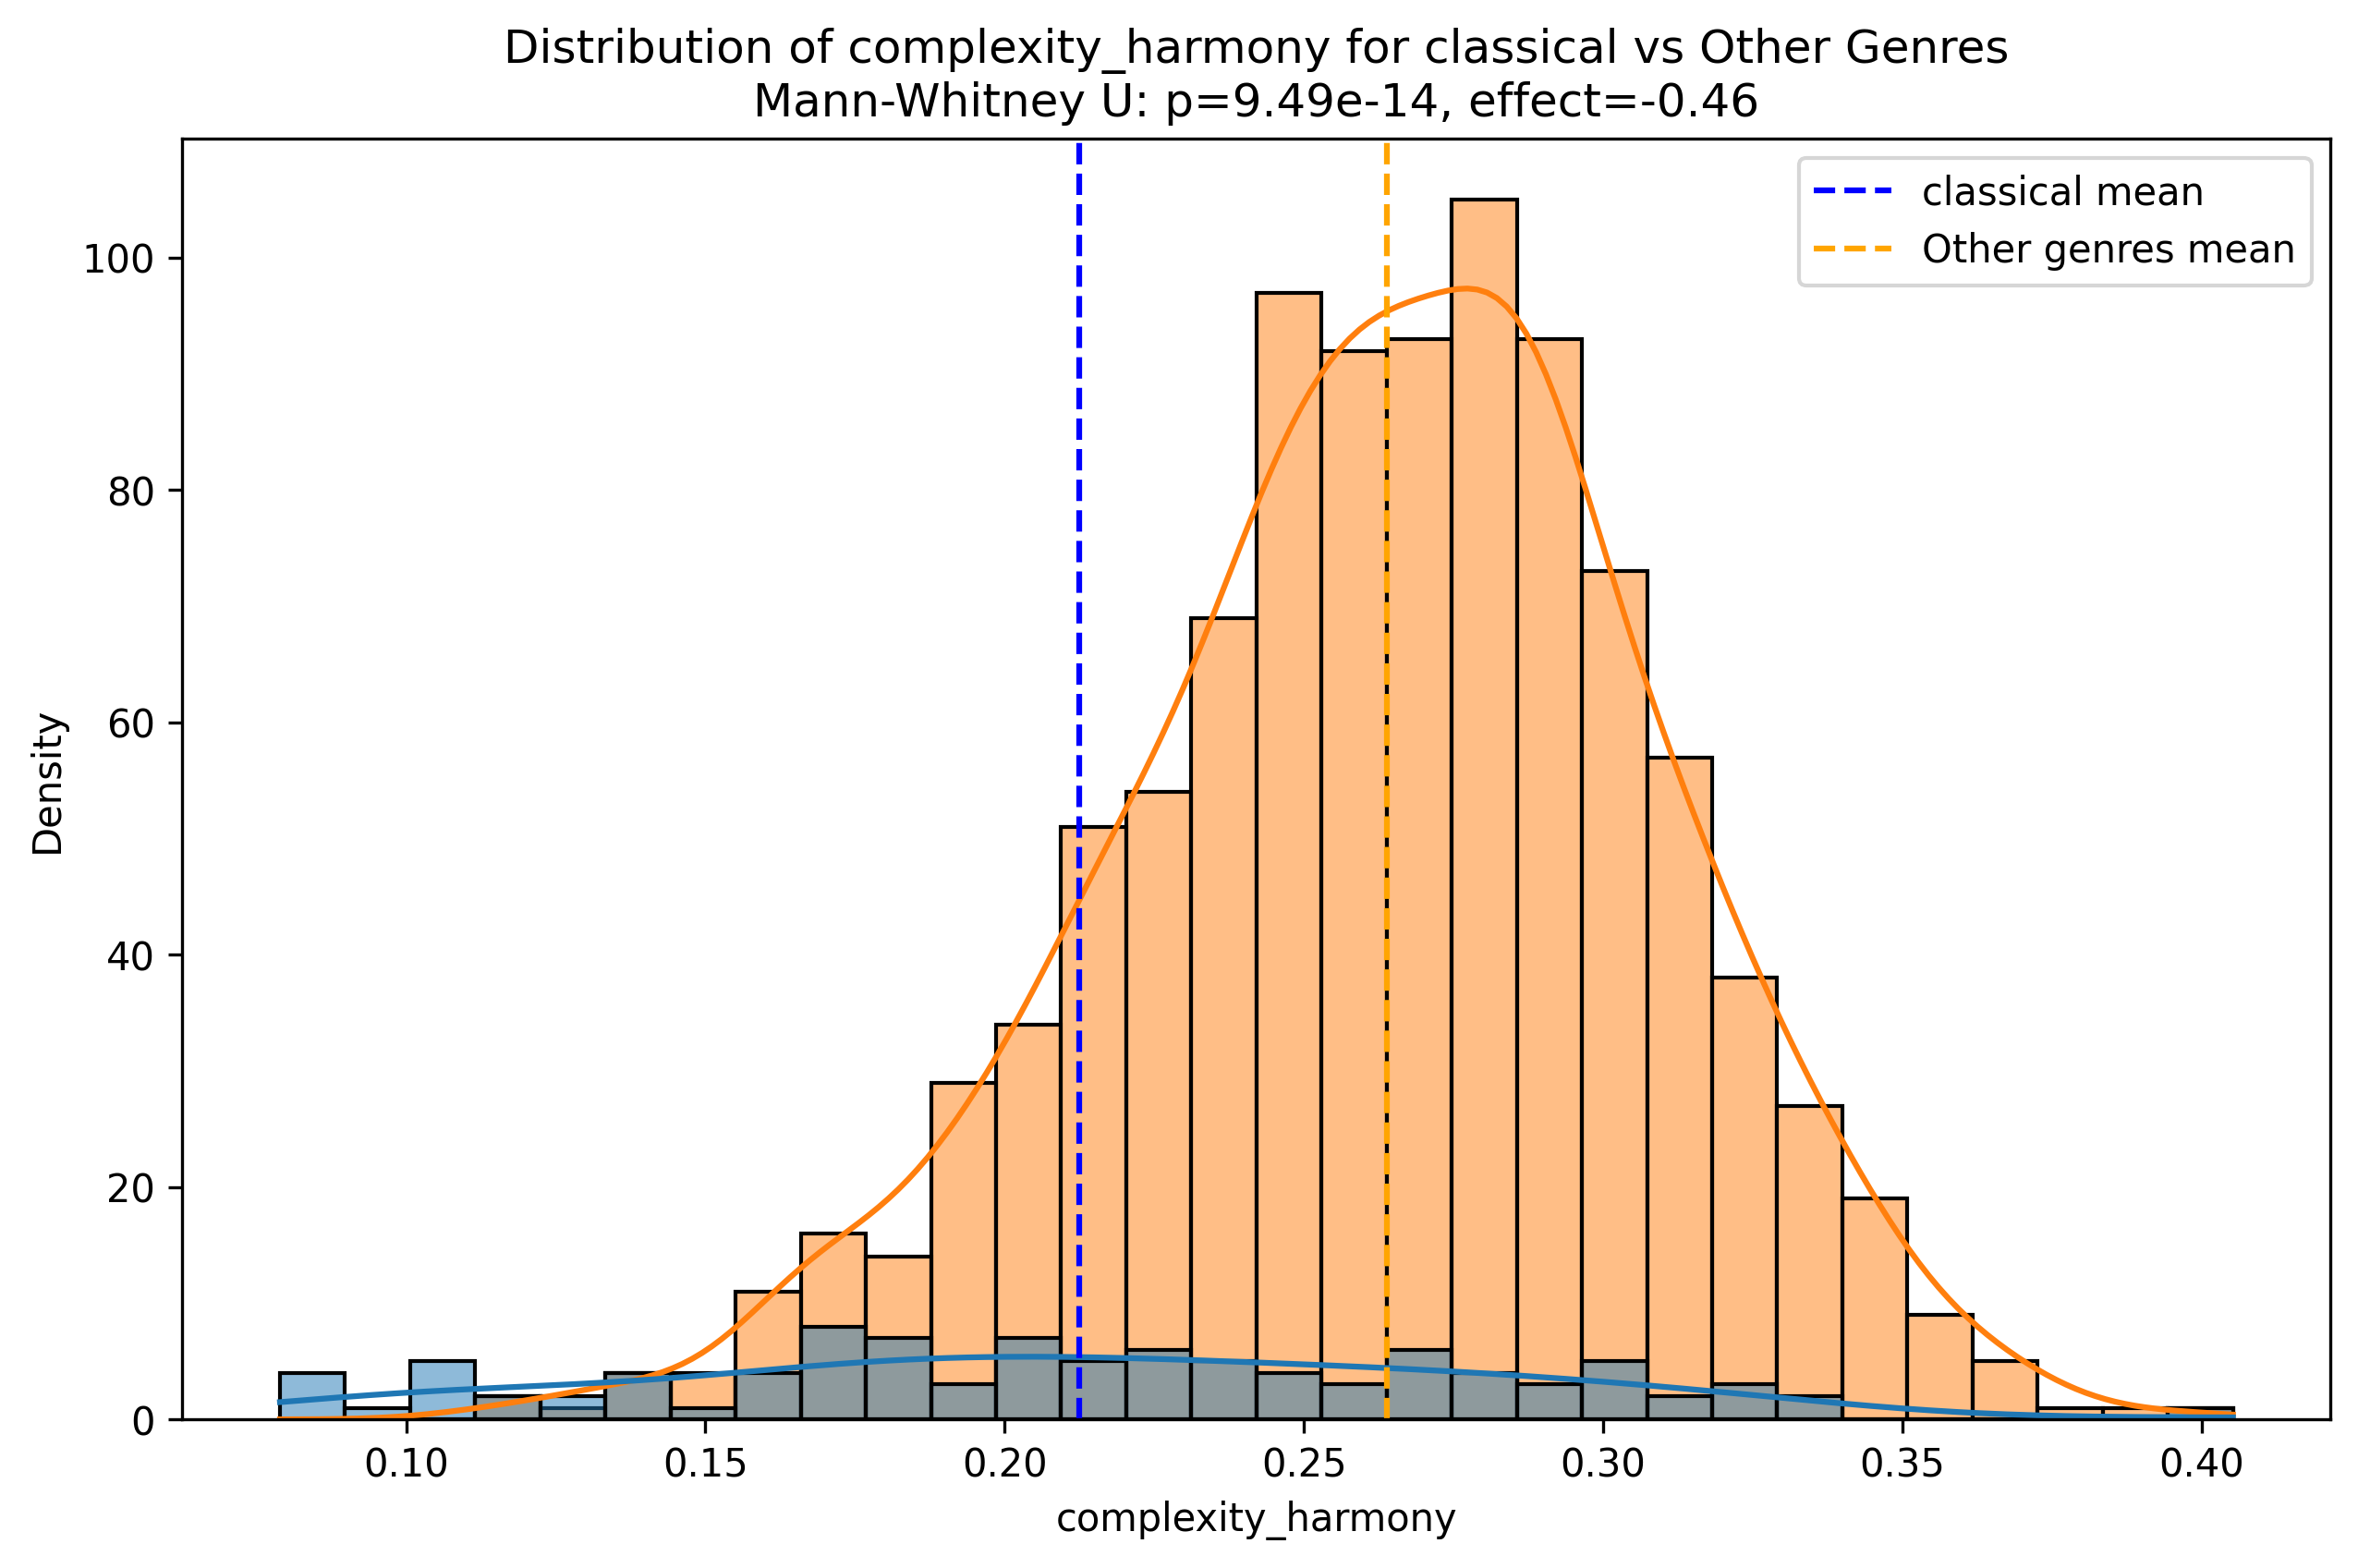 Distribution of complexity_harmony for classical vs Other Genres
Mann-Whitney U: p=9.49e-14, effect=-0.46
classical mean
Other genres mean
Density
100
80
60
40
20
0
0.10
0.15
0.20
0.25
0.30
0.35
0.40
complexity_harmony